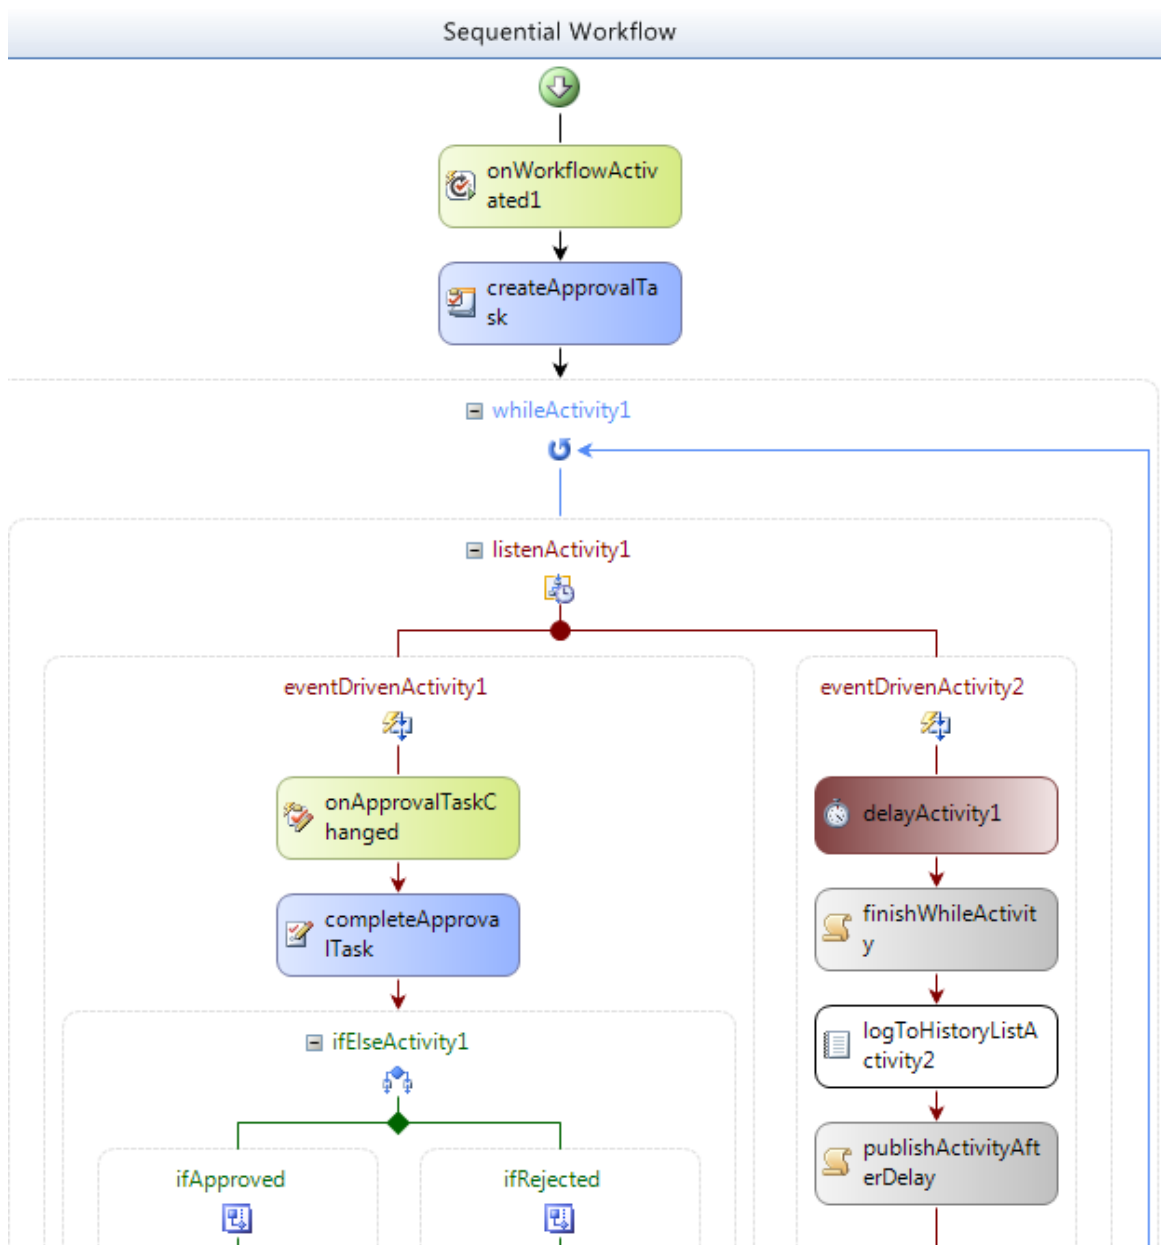 Sequential Workflow
onWorkflowActiv
ated1
createApprovalTa
sk
whileActivity1
listenActivity1
eventDrivenActivity1
onApprovalTaskC
hanged
completeApprova
lTask
ifElseActivity1
ifApproved
ifRejected
eventDrivenActivity2
delayActivity1
finishWhileActivit
y
logToHistoryListA
ctivity2
publishActivityAft
erDelay